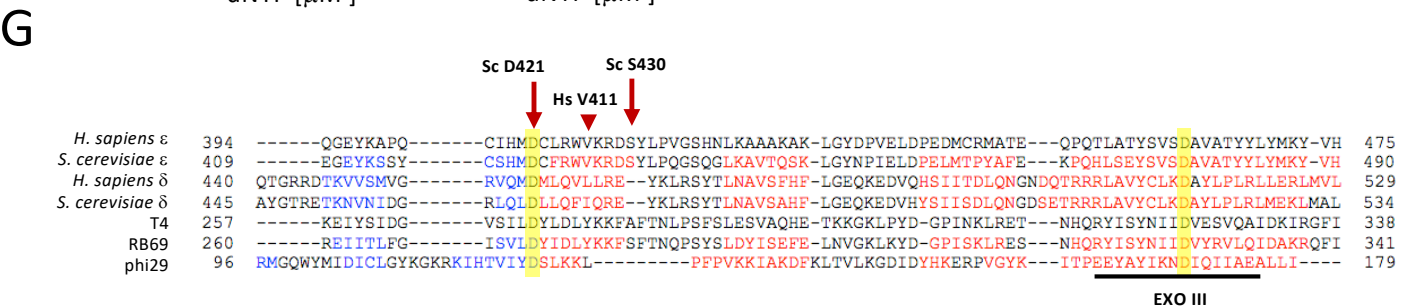 G
Sc D421
Sc S430
Hs V411
H. sapiens ε 394 ------QGEYKAPQ-------CIHMDCLRWVKRDSYLPVGSHNLKAAAKAK-LGYDPVELDPEDMCRMATE---QPQTLATYSVSDAVATYYLYMKY-VH 475
S. cerevisiae ε 409 ------EGEYKSSY-------CSHMDCFRWVKRDSYLPQGSQGLKAVTQSK-LGYNPIELDPELMTPYAFE---KPQHLSEYSVSDAVATYYLYMKY-VH 490
H. sapiens δ 440 QTGRRDTKVVSMVG-------RVQMDMLQVLLRE--YKLRSYTLNAVSFHF-LGEQKEDVQHSIITDLQNGNDQTRRRLAVYCLKDAYLPLRLLERLMVL 529
S. cerevisiae δ 445 AYGTRETKNVNIDG-------RLQLDLLQFIQRE---YKLRSYTLNAVSAHF-LGEQKEDVHYSIISDLQNGDSETRRRLAVYCLKDAYLPLRLMEKLMAL 534
T4 257 ------KEIYSIDG-------VSILDYLDLYKKFAFTNLPSFSLESVAQHE-TKKGKLPYD-GPINKLRET---NHQRYISYNIIDVESVQAIDKIRGFI 338
RB69 260 ------REIITLFG-------ISVLDYIDLYKKFSFTNQPSYSLDYISEFE-LNVGKLKYD-GPISKLRES---NHQRYISYNIIDVYRVLQIDAKRQFI 341
phi29 96 RMGQWYMIDICLGYKGKRKIHTVIYDSLKKL---------PFPVKKIAKDFKLTVLKGDIDYHKERPVGYK---ITPEEYAYIKNDIQIIAEALLI---- 179
EXO III